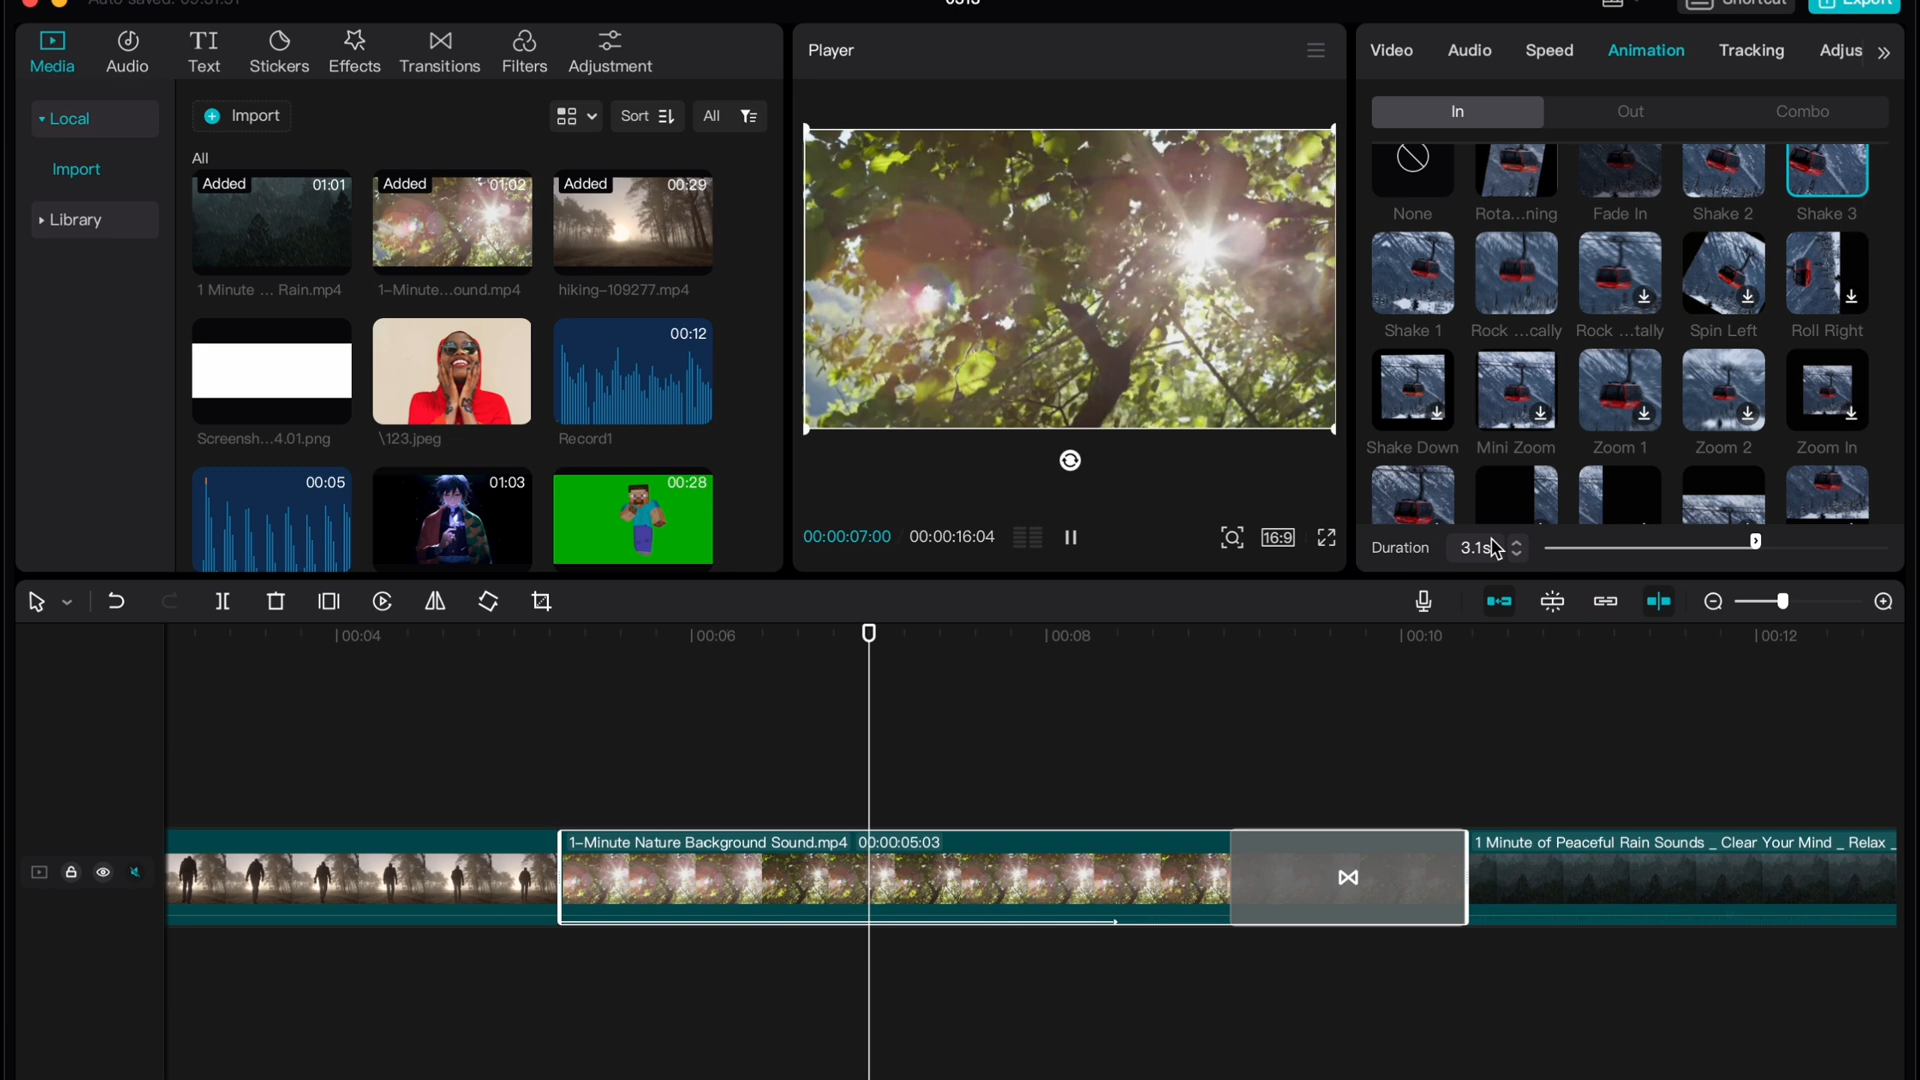 Media
Audio
Text
Stickers
Effects
Transitions
Filters
Adjustment
Local
Import
Library
Import
Sort
All
All
Added 01:01
Added 01:02
Added 00:29
1 Minute ... Rain.mp4
1-Minute...ound.mp4
hiking-109277.mp4
00:12
Screensh...4.01.png
\123.jpeg
Record1
00:05
01:03
00:28
Player
00:00:07:00
00:00:16:04
16:9
Shortcut
Export
Video
Audio
Speed
Animation
Tracking
Adjus
In
Out
Combo
None
Rota...ning
Fade In
Shake 2
Shake 3
Shake 1
Rock ...cally
Rock ...tally
Spin Left
Roll Right
Shake Down
Mini Zoom
Zoom 1
Zoom 2
Zoom In
Duration
3.1s
00:04
00:06
00:08
00:10
00:12
1-Minute Nature Background Sound.mp4 00:00:05:03
1 Minute of Peaceful Rain Sounds _ Clear Your Mind _ Relax _